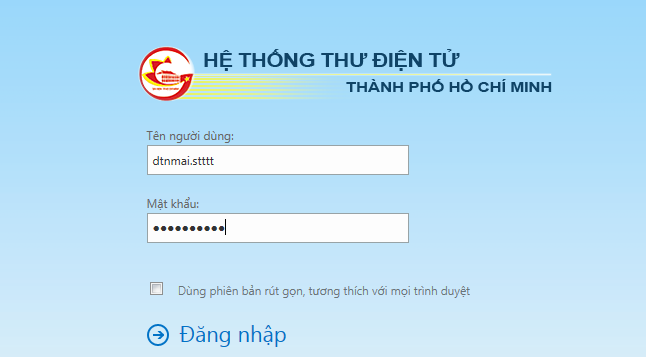 HỆ THỐNG THƯ ĐIỆN TỬ
THÀNH PHỐ HỒ CHÍ MINH
Tên người dùng:
dtnmai.stttt
Mật khẩu:
●●●●●●●●●●
Dùng phiên bản rút gọn, tương thích với mọi trình duyệt
Đăng nhập